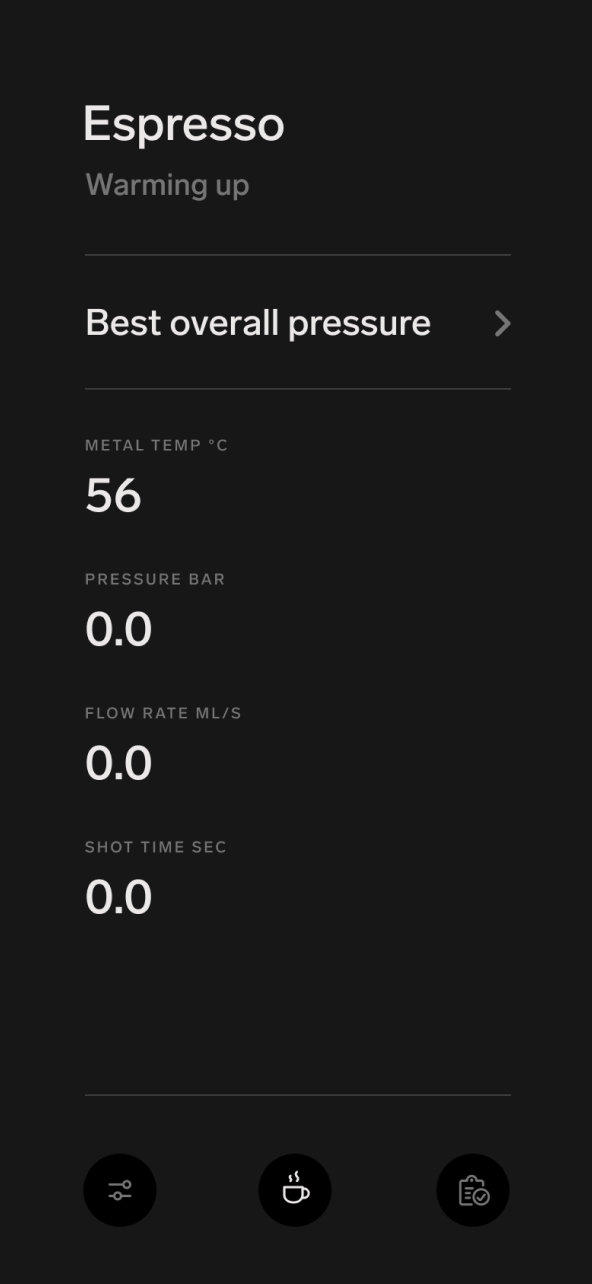 Espresso
Warming up
Best overall pressure
METAL TEMP °C
56
PRESSURE BAR
0.0
FLOW RATE ML/S
0.0
SHOT TIME SEC
0.0